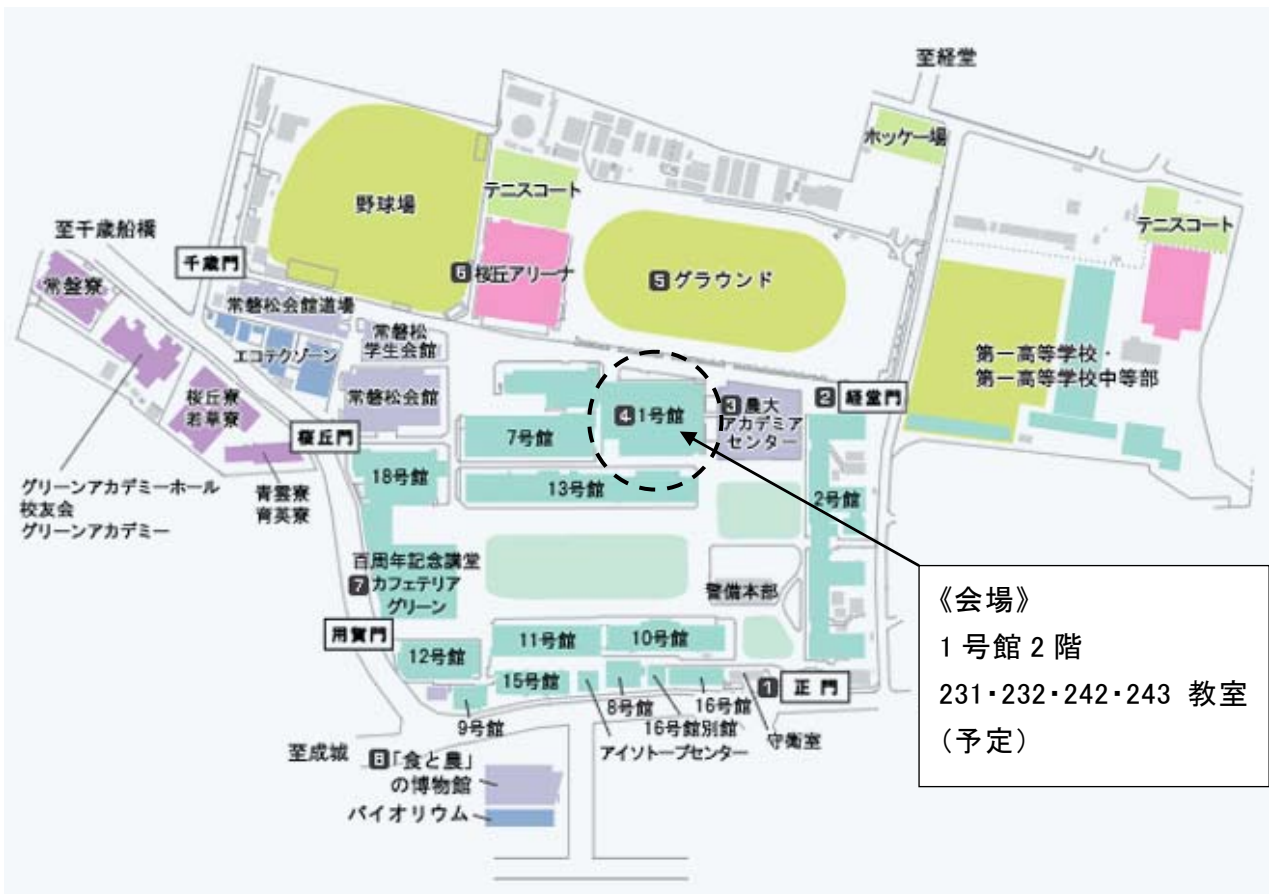 至経堂
ホッケー場
テニスコート
野球場
テニスコート
至千歳船橋
千歳門
6 桜丘アリーナ
5 グラウンド
常盤寮
常磐松会館道場
常磐松
学生会館
エコテクゾーン
第一高等学校・
第一高等学校中等部
桜丘寮
若草寮
常磐松会館
4 1号館
3 農大
アカデミア
センター
2 経堂門
桜丘門
7号館
18号館
13号館
2号館
グリーンアカデミーホール
校友会
グリーンアカデミー
青雲寮
育英寮
百周年記念講堂
7 カフェテリア
グリーン
警備本部
用賀門
12号館
11号館
10号館
15号館
1 正門
9号館
8号館
16号館
16号館別館
アイソトープセンター
守衛室
至成城
8 「食と農」
の博物館
バイオリウム
《会場》
1号館2階
231・232・242・243 教室
(予定)